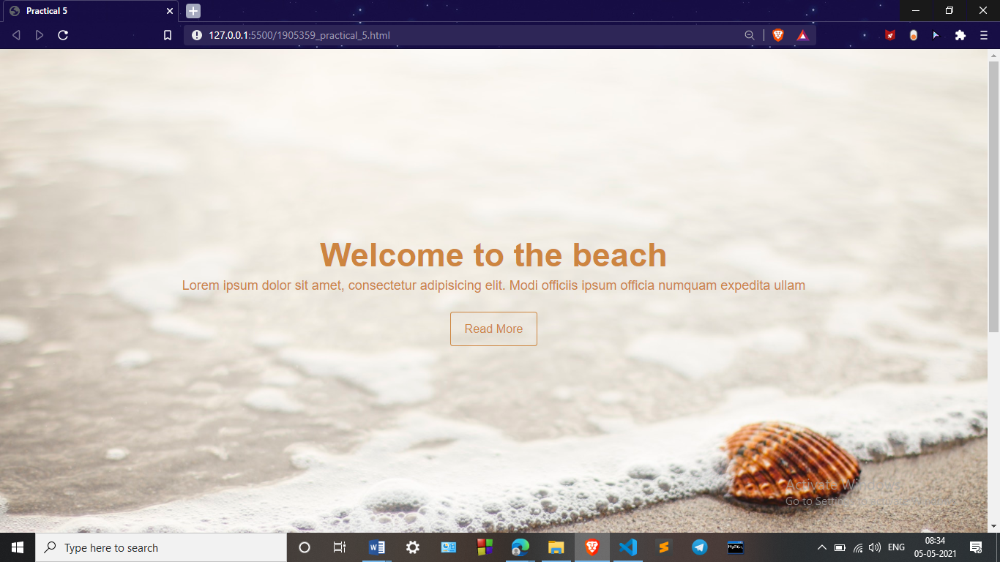 Practical 5
127.0.0.1:5500/1905359_practical_5.html
Welcome to the beach
Lorem ipsum dolor sit amet, consectetur adipisicing elit. Modi officiis ipsum officia numquam expedita ullam
Read More
Activate Windows
Go to Settings
Type here to search
W
MySQL
ENG
08:34
05-05-2021